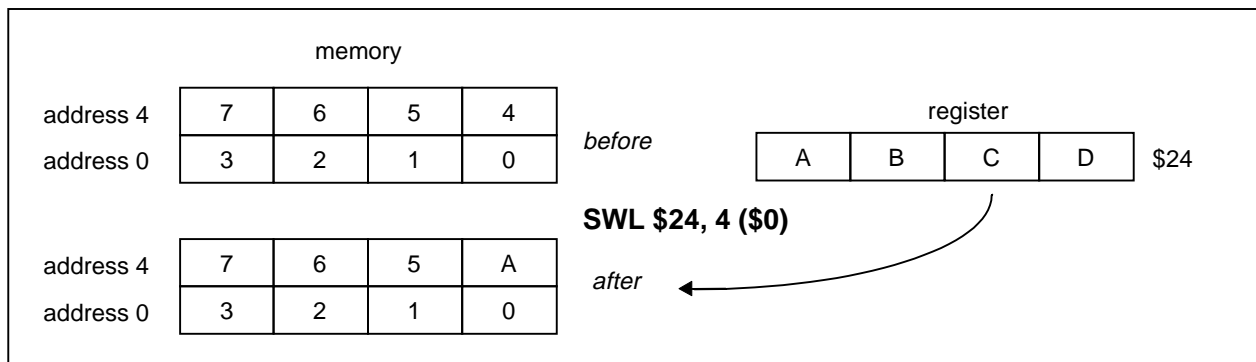 memory
address 4 7 6 5 4
address 0 3 2 1 0
before
register
A B C D $24
SWL $24, 4 ($0)
address 4 7 6 5 A
address 0 3 2 1 0
after